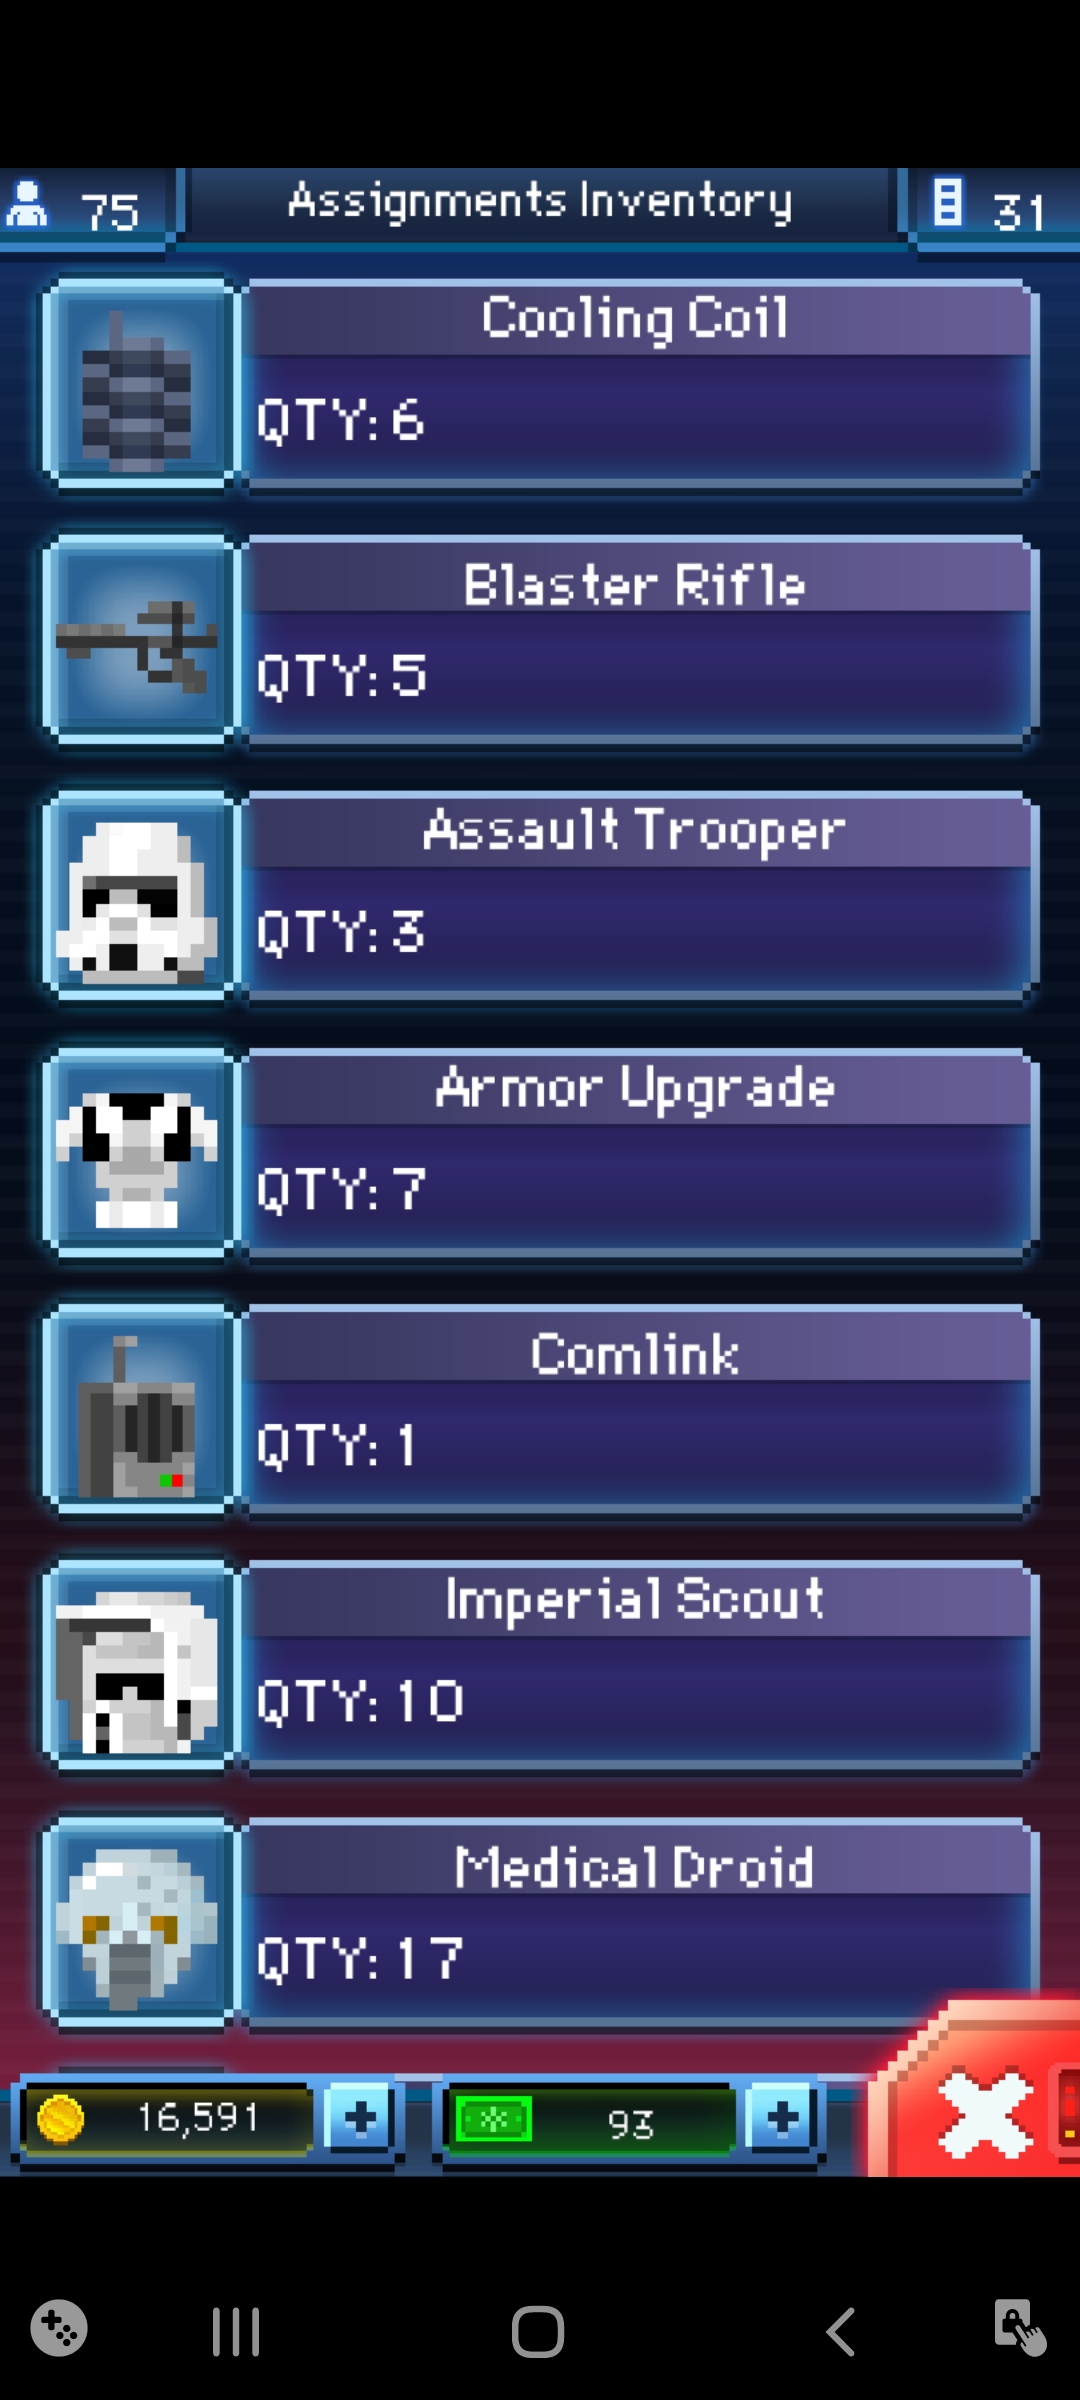 75
Assignments Inventory
31
Cooling Coil
QTY: 6
Blaster Rifle
QTY: 5
Assault Trooper
QTY: 3
Armor Upgrade
QTY: 7
Comlink
QTY: 1
Imperial Scout
QTY: 10
Medical Droid
QTY: 17
16,591
93